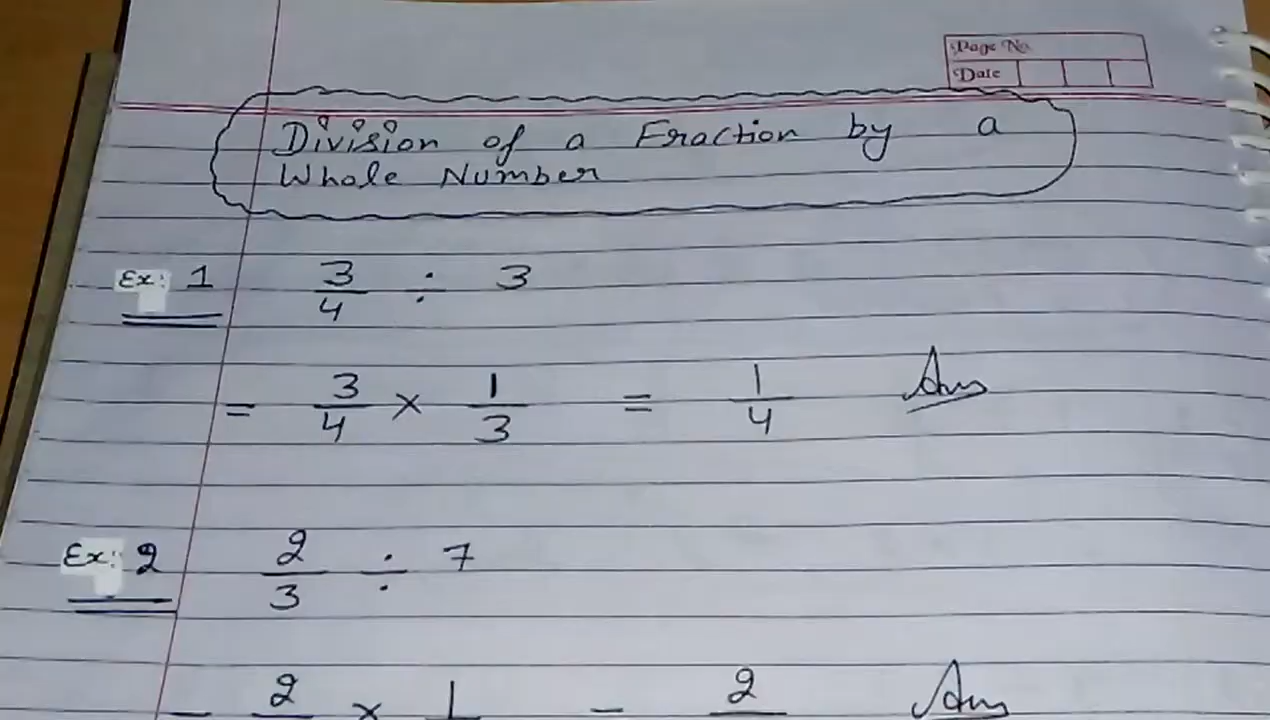 Page No.
Date
Division of a Fraction by a
Whole Number
Ex: 1 3/4 ÷ 3
= 3/4 × 1/3 = 1/4 Ans
Ex: 2 2/3 ÷ 7
2 × 1 = 2 Ans